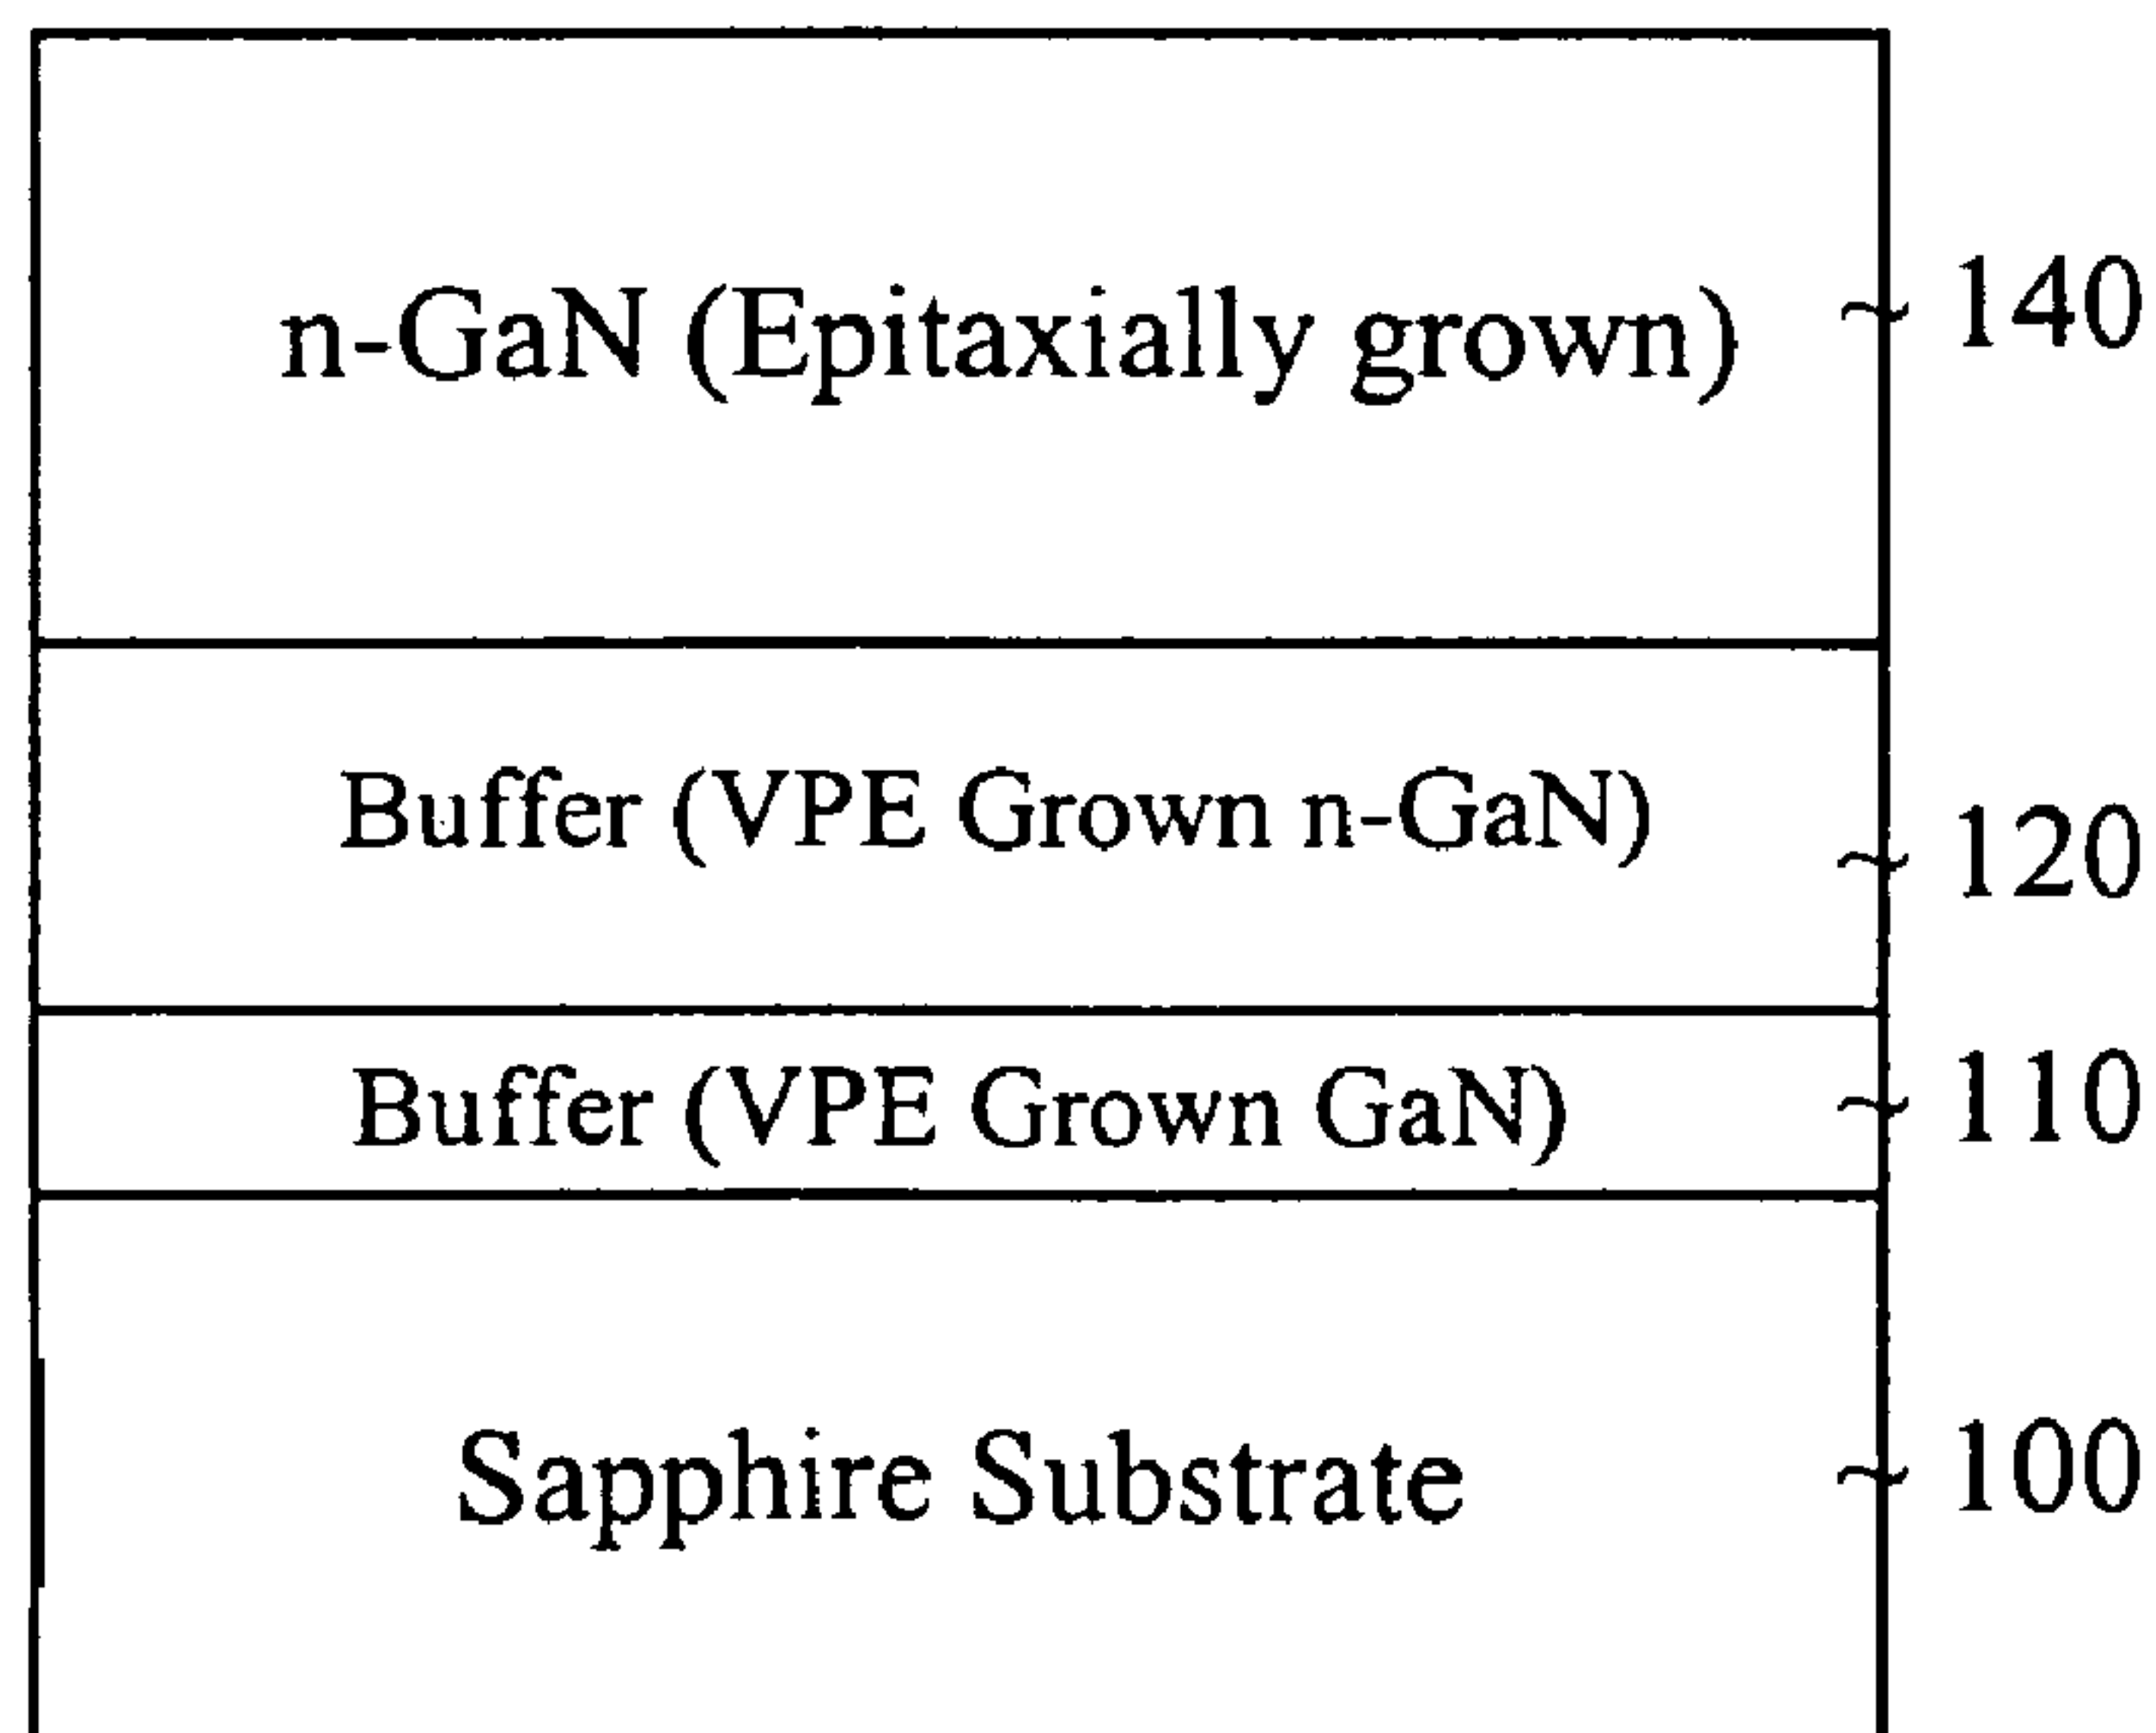 n-GaN (Epitaxially grown) ~ 140
Buffer (VPE Grown n-GaN) ~ 120
Buffer (VPE Grown GaN) ~ 110
Sapphire Substrate ~ 100